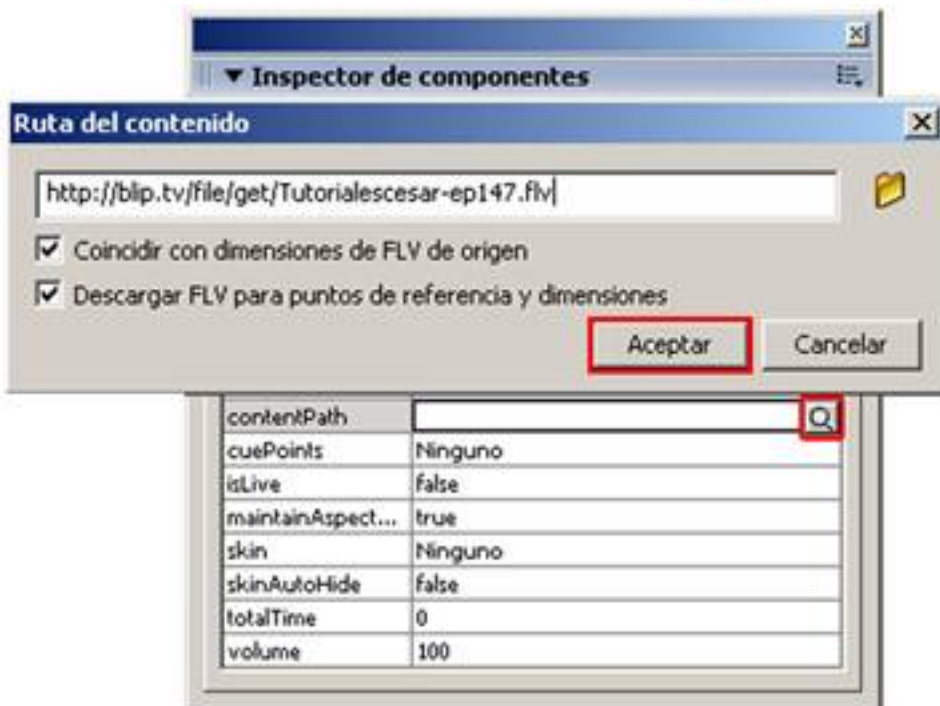 Inspector de componentes
Ruta del contenido
http://blip.tv/file/get/Tutorialescesar-ep147.flv
Coincidir con dimensiones de FLV de origen
Descargar FLV para puntos de referencia y dimensiones
Aceptar Cancelar
contentPath
cuePoints Ninguno
isLive false
maintainAspect... true
skin Ninguno
skinAutoHide false
totalTime 0
volume 100